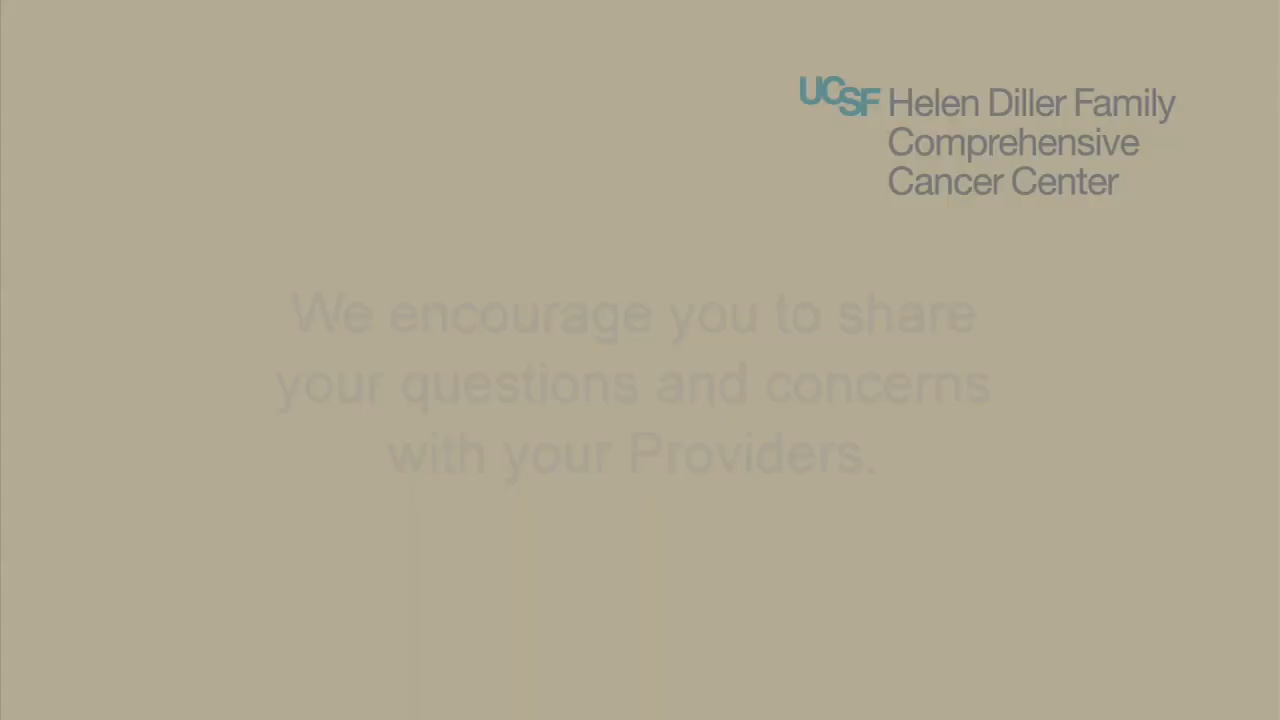 UCSF Helen Diller Family
Comprehensive
Cancer Center
We encourage you to share
your questions and concerns
with your Providers.